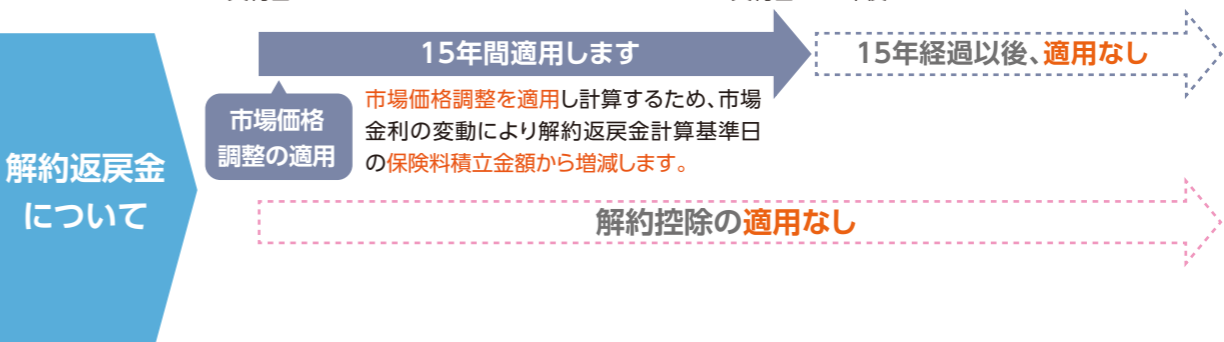 15年間適用します
15年経過以後、適用なし
市場価格
調整の適用
市場価格調整を適用し計算するため、市場
金利の変動により解約返戻金計算基準日
の保険料積立金額から増減します。
解約返戻金
について
解約控除の適用なし